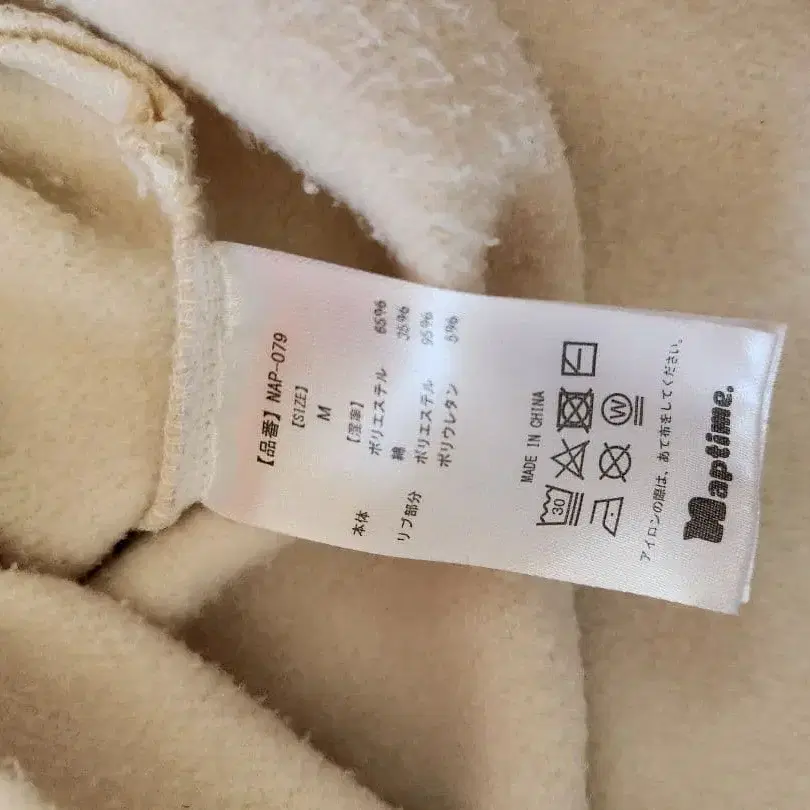 【品番】NAP-079
【SIZE】
M
【混率】
本体 ポリエステル 65%
綿 35%
リブ部分 ポリエステル 95%
ポリウレタン 5%
MADE IN CHINA
30
W
アイロンの際は、あて布をしてください。
Naptime.